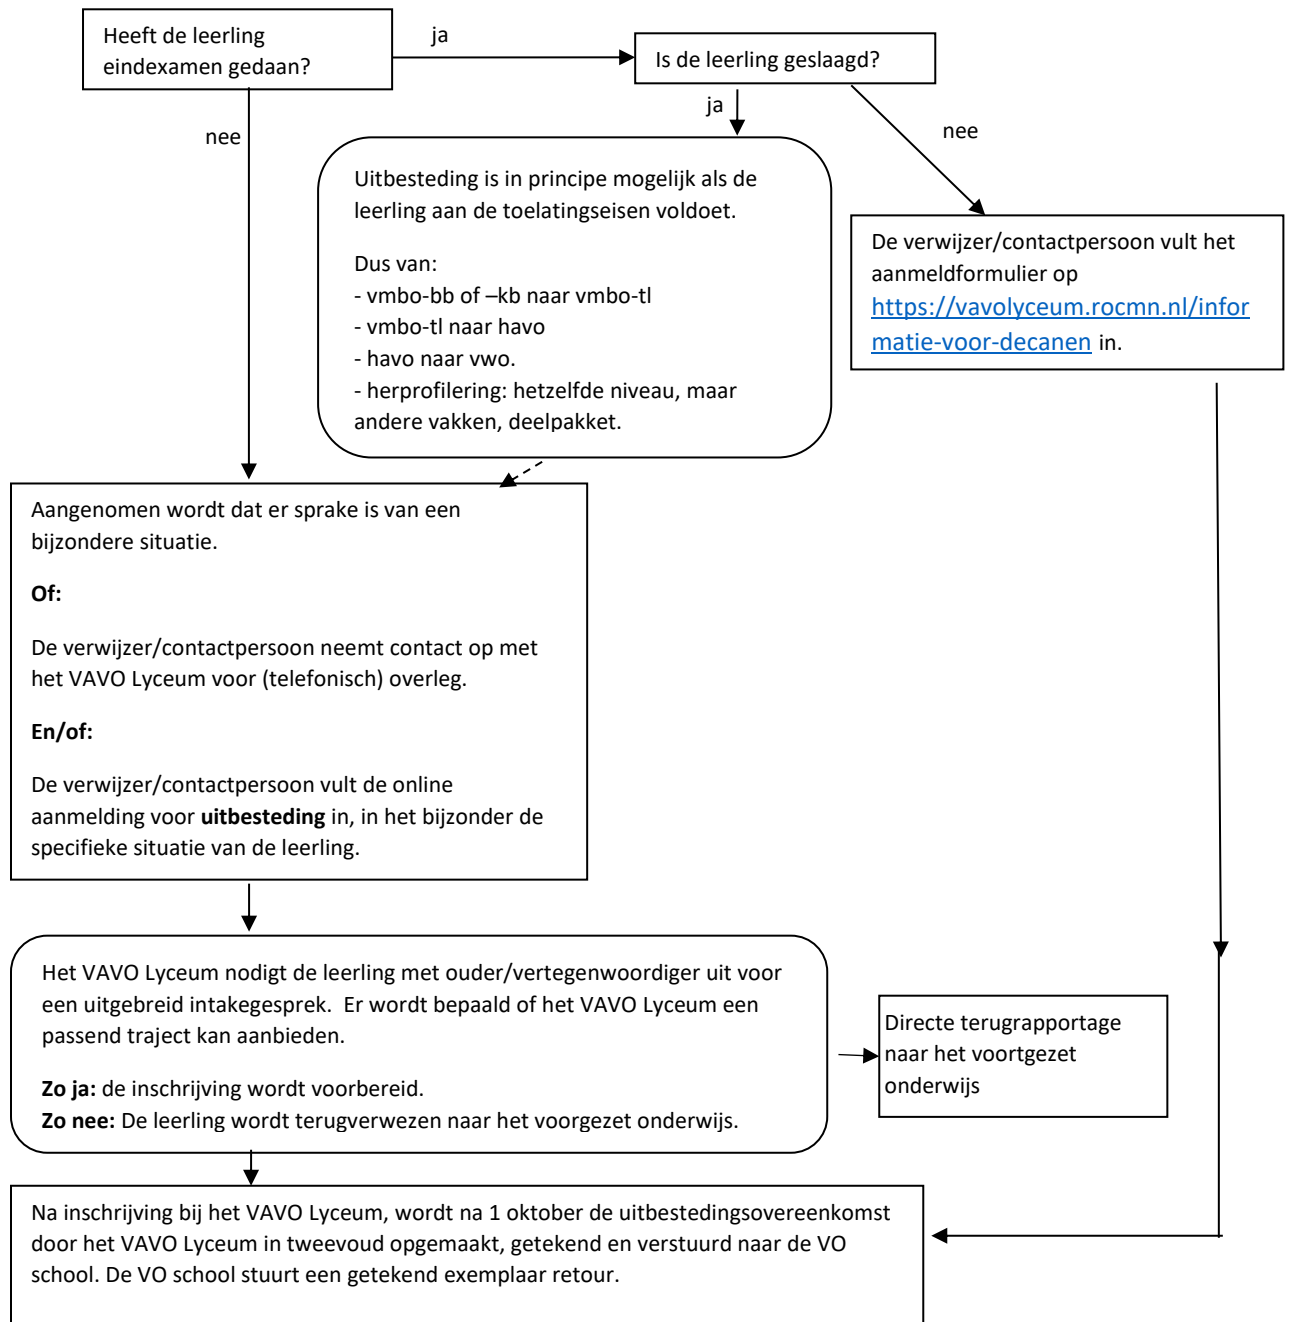 Heeft de leerling
eindexamen gedaan?
ja
Is de leerling geslaagd?
nee
ja
nee
Uitbesteding is in principe mogelijk als de
leerling aan de toelatingseisen voldoet.
Dus van:
- vmbo-bb of –kb naar vmbo-tl
- vmbo-tl naar havo
- havo naar vwo.
- herprofilering: hetzelfde niveau, maar
andere vakken, deelpakket.
De verwijzer/contactpersoon vult het
aanmeldformulier op
https://vavolyceum.rocmn.nl/infor
matie-voor-decanen in.
Aangenomen wordt dat er sprake is van een
bijzondere situatie.
Of:
De verwijzer/contactpersoon neemt contact op met
het VAVO Lyceum voor (telefonisch) overleg.
En/of:
De verwijzer/contactpersoon vult de online
aanmelding voor uitbesteding in, in het bijzonder de
specifieke situatie van de leerling.
Het VAVO Lyceum nodigt de leerling met ouder/vertegenwoordiger uit voor
een uitgebreid intakegesprek.  Er wordt bepaald of het VAVO Lyceum een
passend traject kan aanbieden.
Zo ja: de inschrijving wordt voorbereid.
Zo nee: De leerling wordt terugverwezen naar het voorgezet onderwijs.
Directe terugrapportage
naar het voortgezet
onderwijs
Na inschrijving bij het VAVO Lyceum, wordt na 1 oktober de uitbestedingsovereenkomst
door het VAVO Lyceum in tweevoud opgemaakt, getekend en verstuurd naar de VO
school. De VO school stuurt een getekend exemplaar retour.